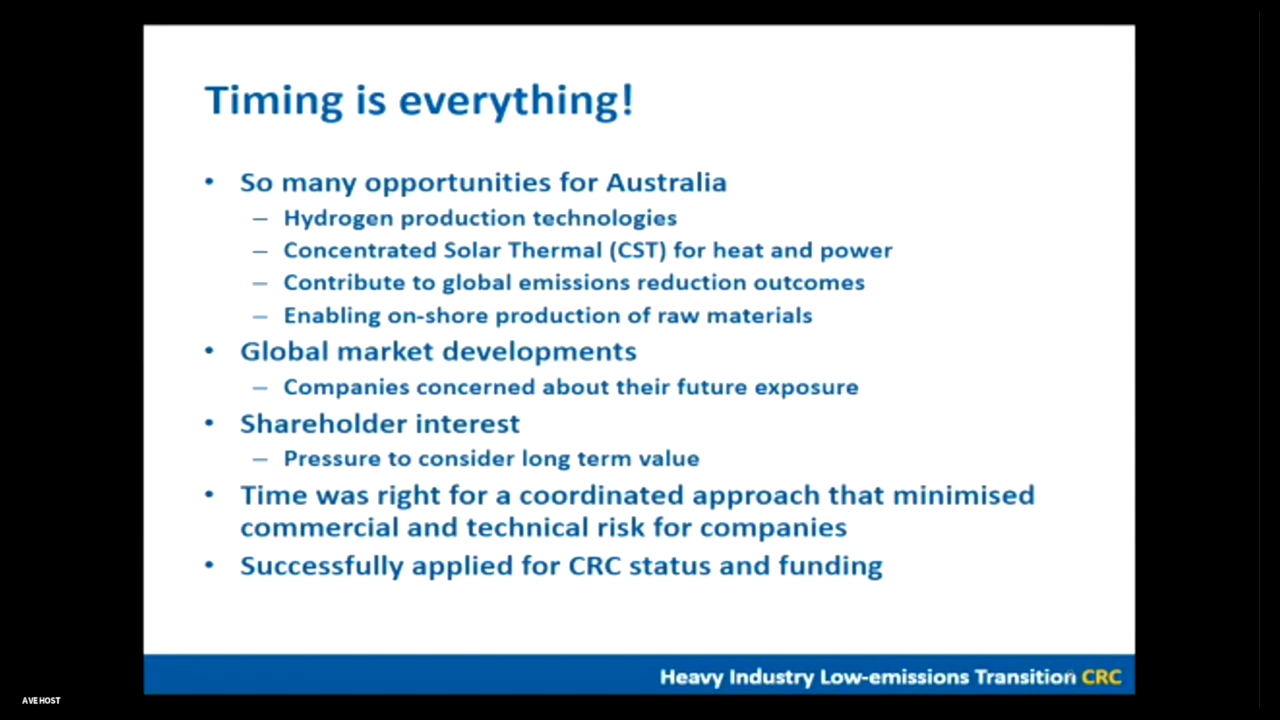 Timing is everything!
• So many opportunities for Australia
– Hydrogen production technologies
– Concentrated Solar Thermal (CST) for heat and power
– Contribute to global emissions reduction outcomes
– Enabling on-shore production of raw materials
• Global market developments
– Companies concerned about their future exposure
• Shareholder interest
– Pressure to consider long term value
• Time was right for a coordinated approach that minimised
commercial and technical risk for companies
• Successfully applied for CRC status and funding
Heavy Industry Low-emissions Transition CRC
AVE HOST